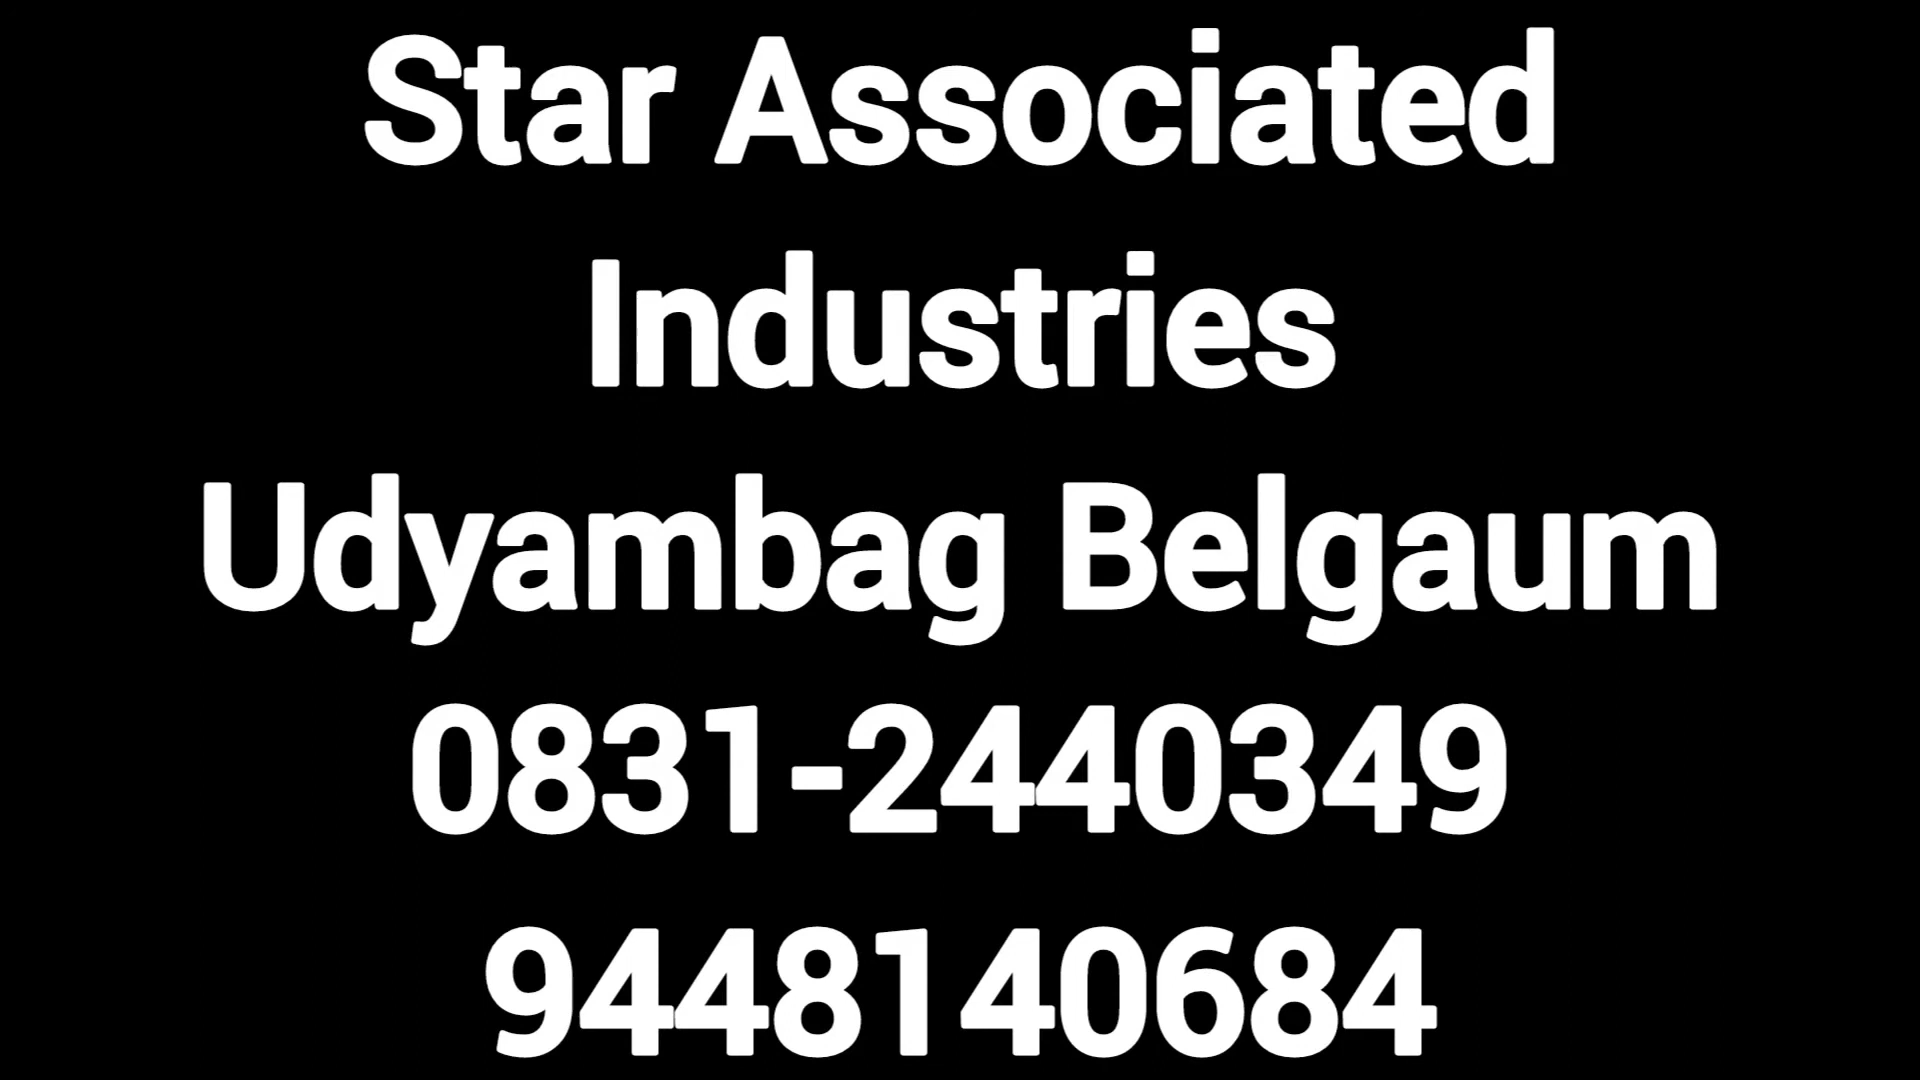 Star Associated
Industries
Udyambag Belgaum
0831-2440349
9448140684